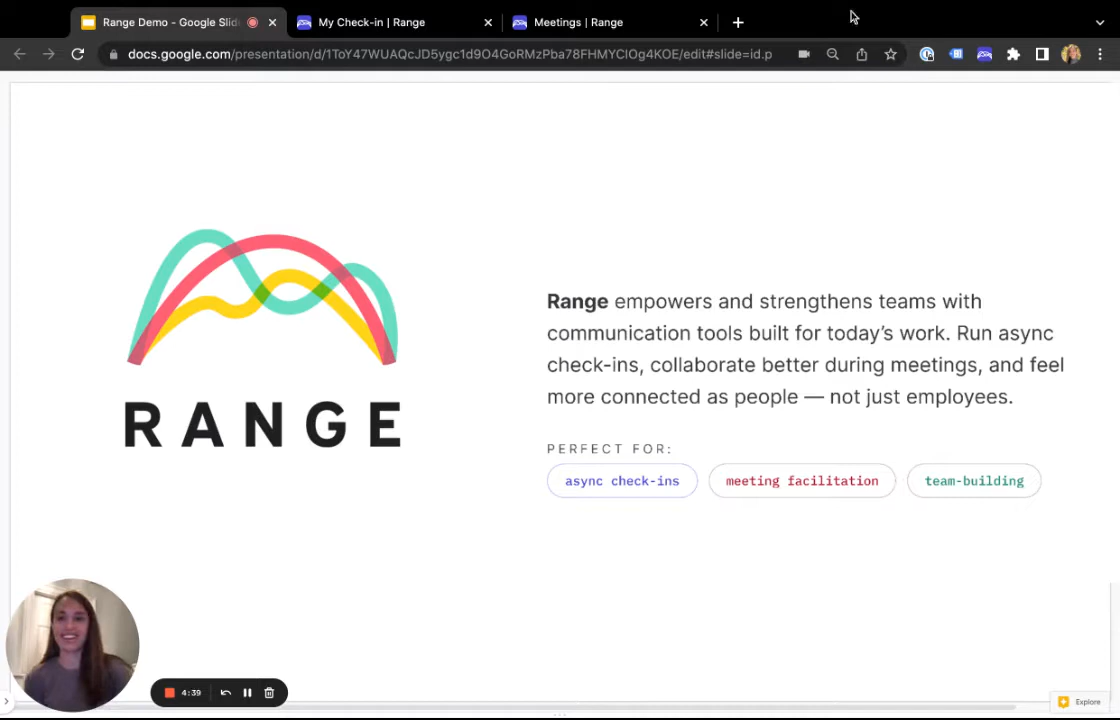 Range Demo - Google Slid
My Check-in | Range
Meetings | Range
docs.google.com/presentation/d/1ToY47WUAQcJD5ygc1d9O4GoRMzPba78FHMYClOg4KOE/edit#slide=id.p
RANGE
Range empowers and strengthens teams with
communication tools built for today's work. Run async
check-ins, collaborate better during meetings, and feel
more connected as people — not just employees.
PERFECT FOR:
async check-ins
meeting facilitation
team-building
4:39
Explore